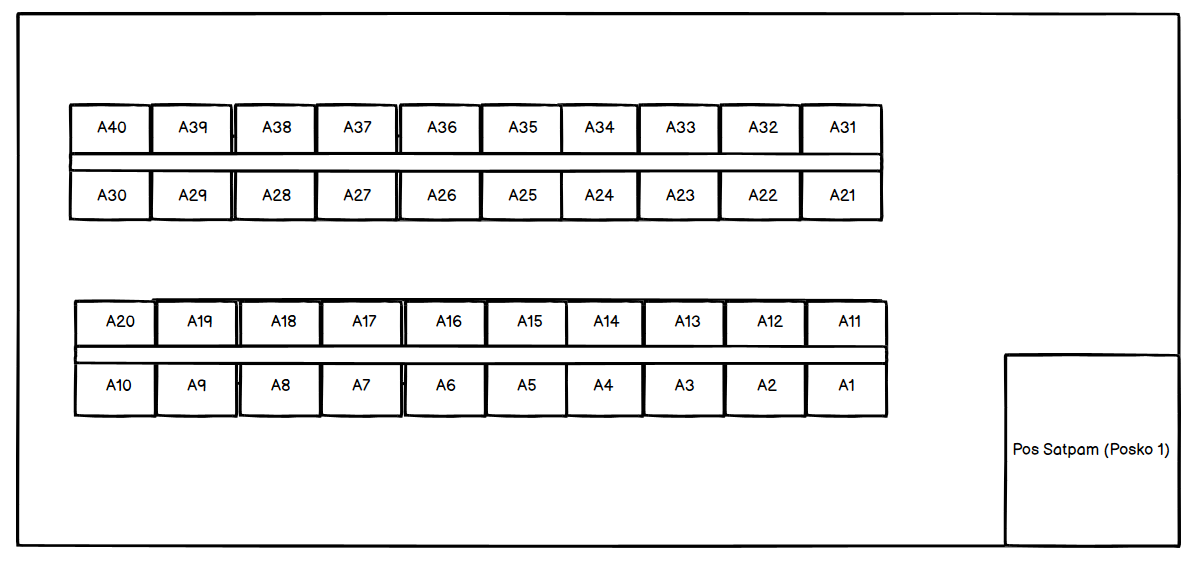 A40 A39 A38 A37 A36 A35 A34 A33 A32 A31
A30 A29 A28 A27 A26 A25 A24 A23 A22 A21
A20 A19 A18 A17 A16 A15 A14 A13 A12 A11
A10 A9 A8 A7 A6 A5 A4 A3 A2 A1
Pos Satpam (Posko 1)